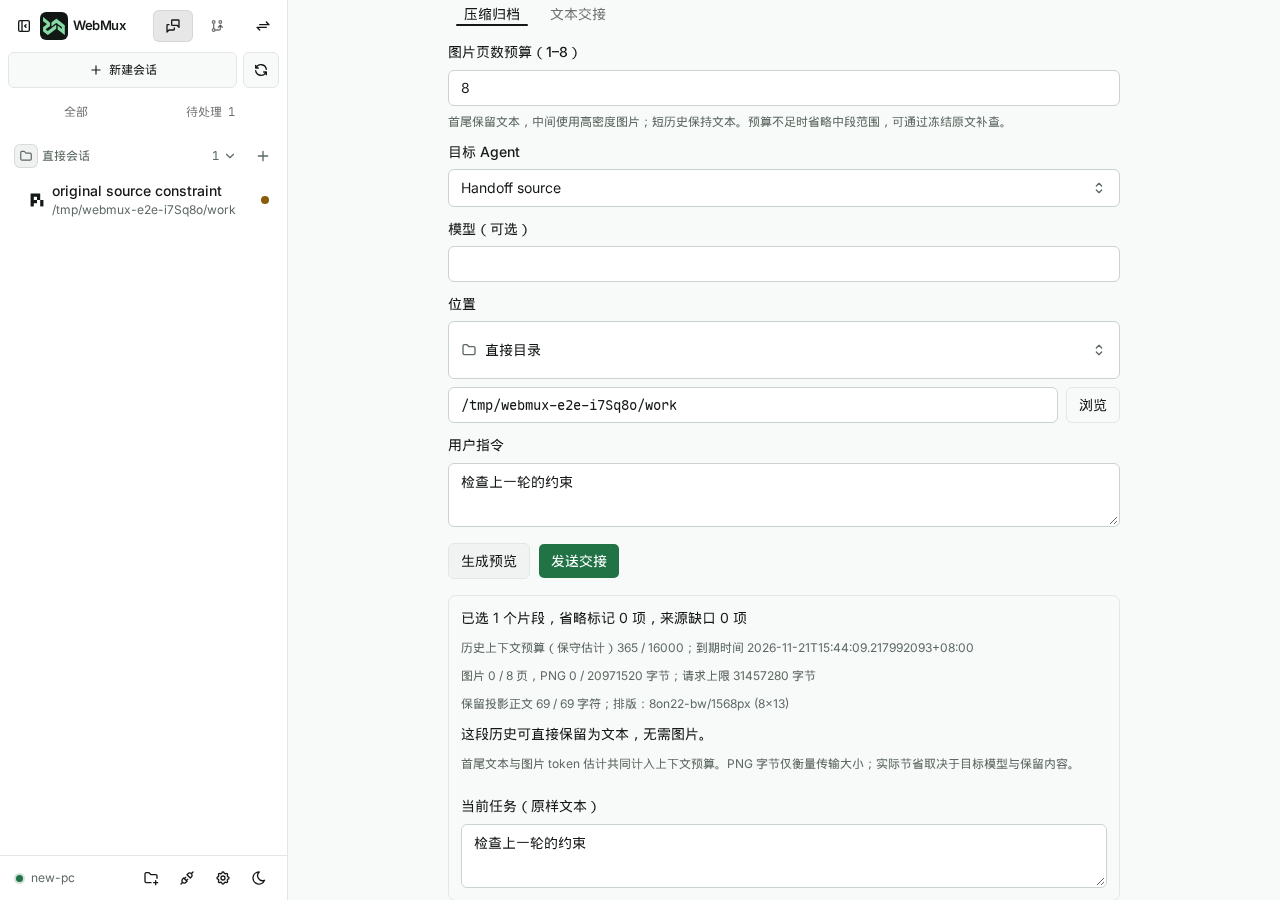 WebMux
新建会话
全部
待处理 1
直接会话
1
original source constraint
/tmp/webmux-e2e-i7Sq8o/work
new-pc
压缩归档
文本交接
图片页数预算（1–8）
8
首尾保留文本，中间使用高密度图片；短历史保持文本。预算不足时省略中段范围，可通过冻结原文补查。
目标 Agent
Handoff source
模型（可选）
位置
直接目录
/tmp/webmux-e2e-i7Sq8o/work
浏览
用户指令
检查上一轮的约束
生成预览
发送交接
已选 1 个片段，省略标记 0 项，来源缺口 0 项
历史上下文预算（保守估计）365 / 16000；到期时间 2026-11-21T15:44:09.217992093+08:00
图片 0 / 8 页，PNG 0 / 20971520 字节；请求上限 31457280 字节
保留投影正文 69 / 69 字符；排版：8on22-bw/1568px (8×13)
这段历史可直接保留为文本，无需图片。
首尾文本与图片 token 估计共同计入上下文预算。PNG 字节仅衡量传输大小；实际节省取决于目标模型与保留内容。
当前任务（原样文本）
检查上一轮的约束